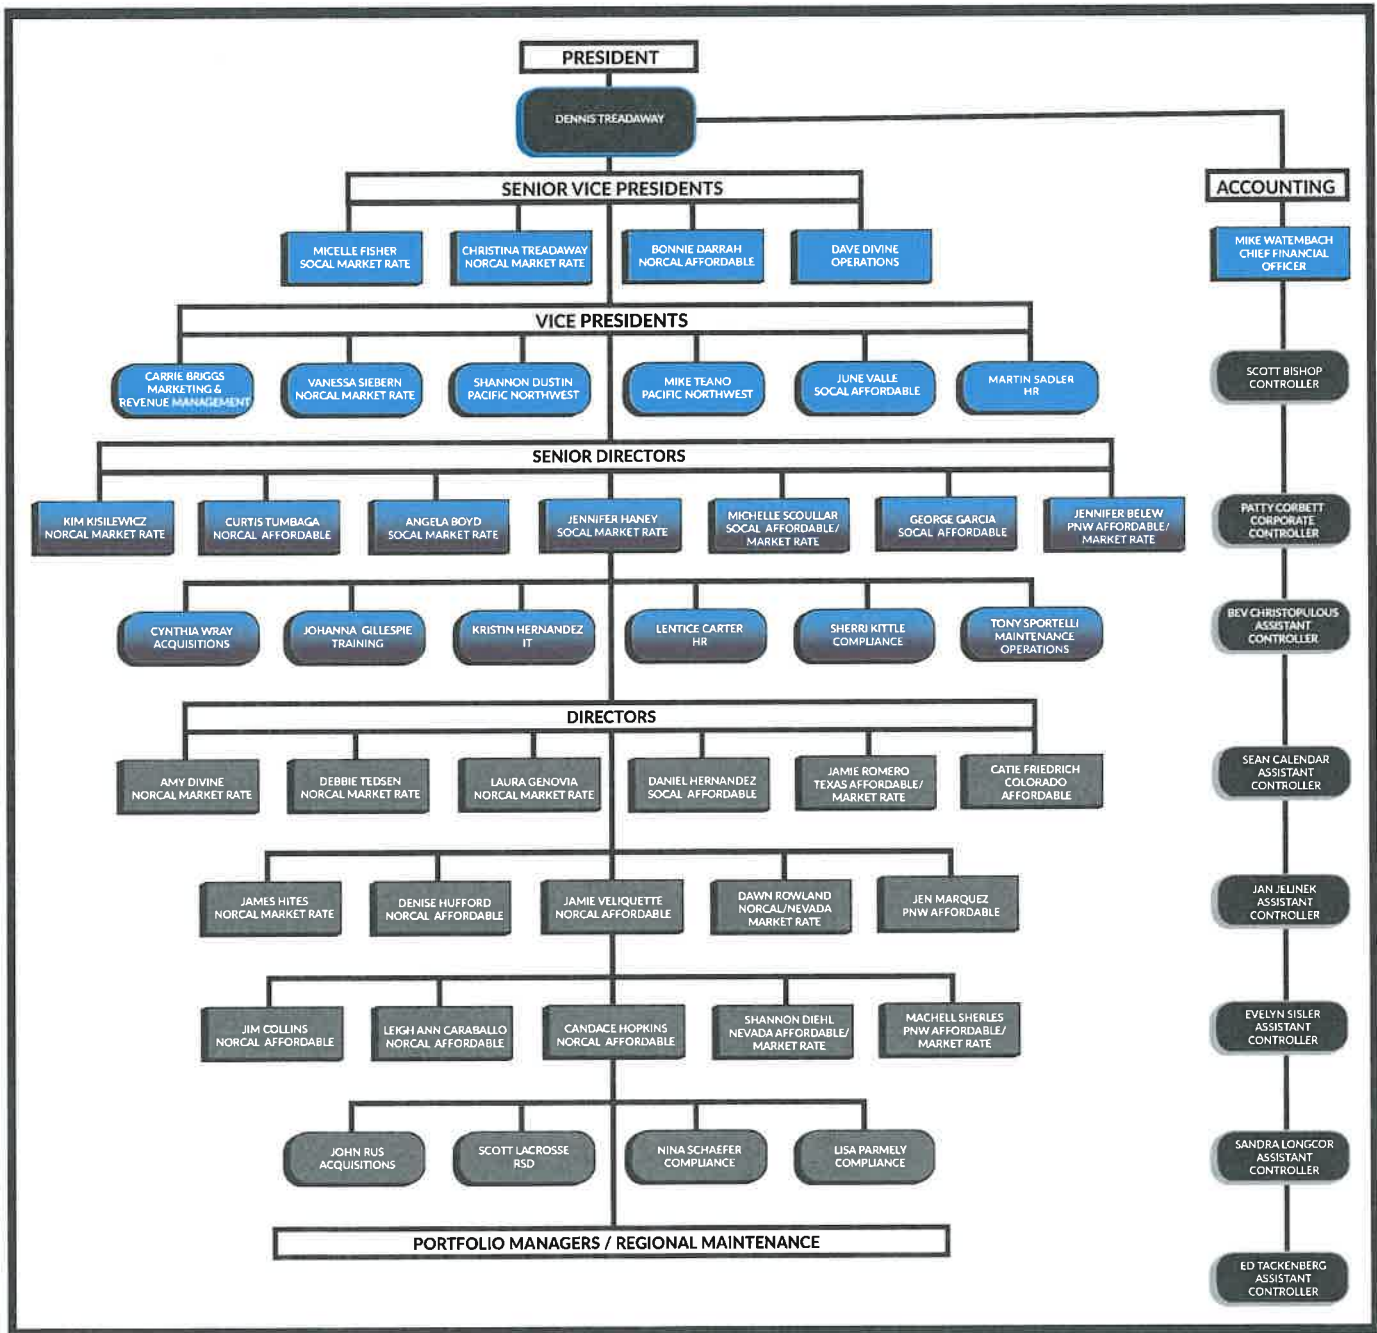 PRESIDENT
DENNIS TREADAWAY
SENIOR VICE PRESIDENTS
MICELLE FISHER
SOCAL MARKET RATE
CHRISTINA TREADAWAY
NORCAL MARKET RATE
BONNIE DARRAH
NORCAL AFFORDABLE
DAVE DIVINE
OPERATIONS
VICE PRESIDENTS
CARRIE BRIGGS
MARKETING &
REVENUE MANAGEMENT
VANESSA SIEBERN
NORCAL MARKET RATE
SHANNON DUSTIN
PACIFIC NORTHWEST
MIKE TEANO
PACIFIC NORTHWEST
JUNE VALLE
SOCAL AFFORDABLE
MARTIN SADLER
HR
SENIOR DIRECTORS
KIM KISILEWICZ
NORCAL MARKET RATE
CURTIS TUMBAGA
NORCAL AFFORDABLE
ANGELA BOYD
SOCAL MARKET RATE
JENNIFER HANEY
SOCAL MARKET RATE
MICHELLE SCOULLAR
SOCAL AFFORDABLE/
MARKET RATE
GEORGE GARCIA
SOCAL AFFORDABLE
JENNIFER BELEW
PNW AFFORDABLE/
MARKET RATE
CYNTHIA WRAY
ACQUISITIONS
JOHANNA GILLESPIE
TRAINING
KRISTIN HERNANDEZ
IT
LENTICE CARTER
HR
SHERRI KITTLE
COMPLIANCE
TONY SPORTELLI
MAINTENANCE
OPERATIONS
DIRECTORS
AMY DIVINE
NORCAL MARKET RATE
DEBBIE TEDSEN
NORCAL MARKET RATE
LAURA GENOVIA
NORCAL MARKET RATE
DANIEL HERNANDEZ
SOCAL AFFORDABLE
JAMIE ROMERO
TEXAS AFFORDABLE/
MARKET RATE
CATIE FRIEDRICH
COLORADO
AFFORDABLE
JAMES HITES
NORCAL MARKET RATE
DENISE HUFFORD
NORCAL AFFORDABLE
JAMIE VELIQUETTE
NORCAL AFFORDABLE
DAWN ROWLAND
NORCAL/NEVADA
MARKET RATE
JEN MARQUEZ
PNW AFFORDABLE
JIM COLLINS
NORCAL AFFORDABLE
LEIGH ANN CARABALLO
NORCAL AFFORDABLE
CANDACE HOPKINS
NORCAL AFFORDABLE
SHANNON DIEHL
NEVADA AFFORDABLE/
MARKET RATE
MACHELL SHERLES
PNW AFFORDABLE/
MARKET RATE
JOHN RUS
ACQUISITIONS
SCOTT LACROSSE
RSD
NINA SCHAEFER
COMPLIANCE
LISA PARMELY
COMPLIANCE
PORTFOLIO MANAGERS / REGIONAL MAINTENANCE
ACCOUNTING
MIKE WATEMBACH
CHIEF FINANCIAL
OFFICER
SCOTT BISHOP
CONTROLLER
PATTY CORBETT
CORPORATE
CONTROLLER
BEV CHRISTOPULOUS
ASSISTANT
CONTROLLER
SEAN CALENDAR
ASSISTANT
CONTROLLER
JAN JELINEK
ASSISTANT
CONTROLLER
EVELYN SISLER
ASSISTANT
CONTROLLER
SANDRA LONGCOR
ASSISTANT
CONTROLLER
ED TACKENBERG
ASSISTANT
CONTROLLER